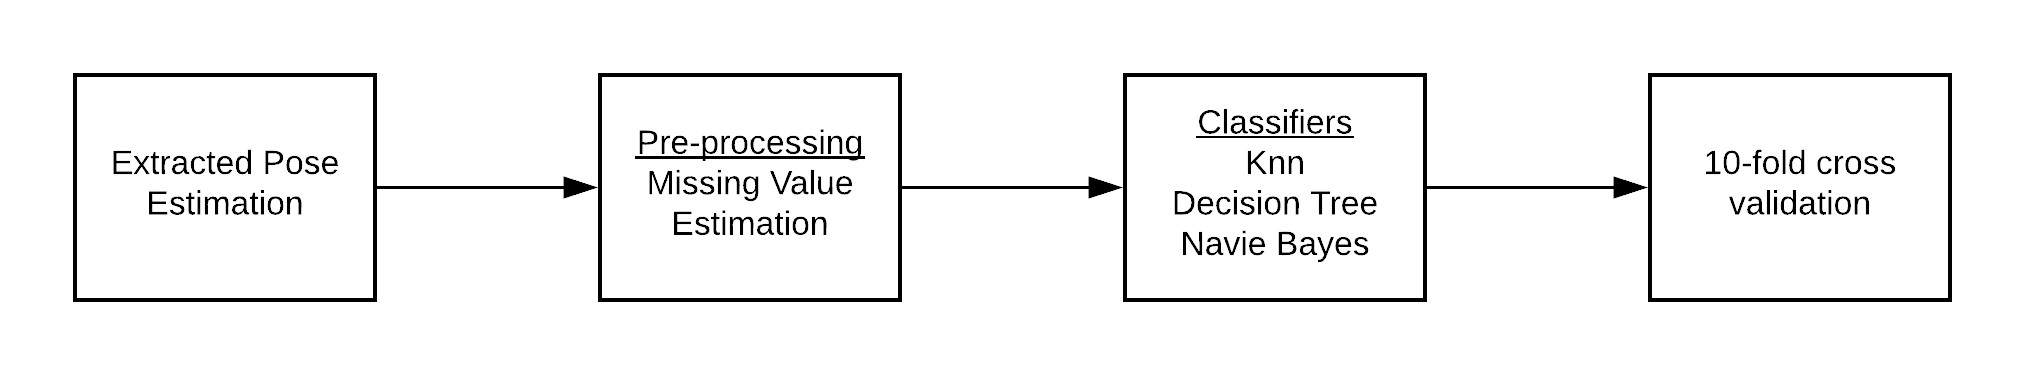 Extracted Pose
Estimation
Pre-processing
Missing Value
Estimation
Classifiers
Knn
Decision Tree
Navie Bayes
10-fold cross
validation